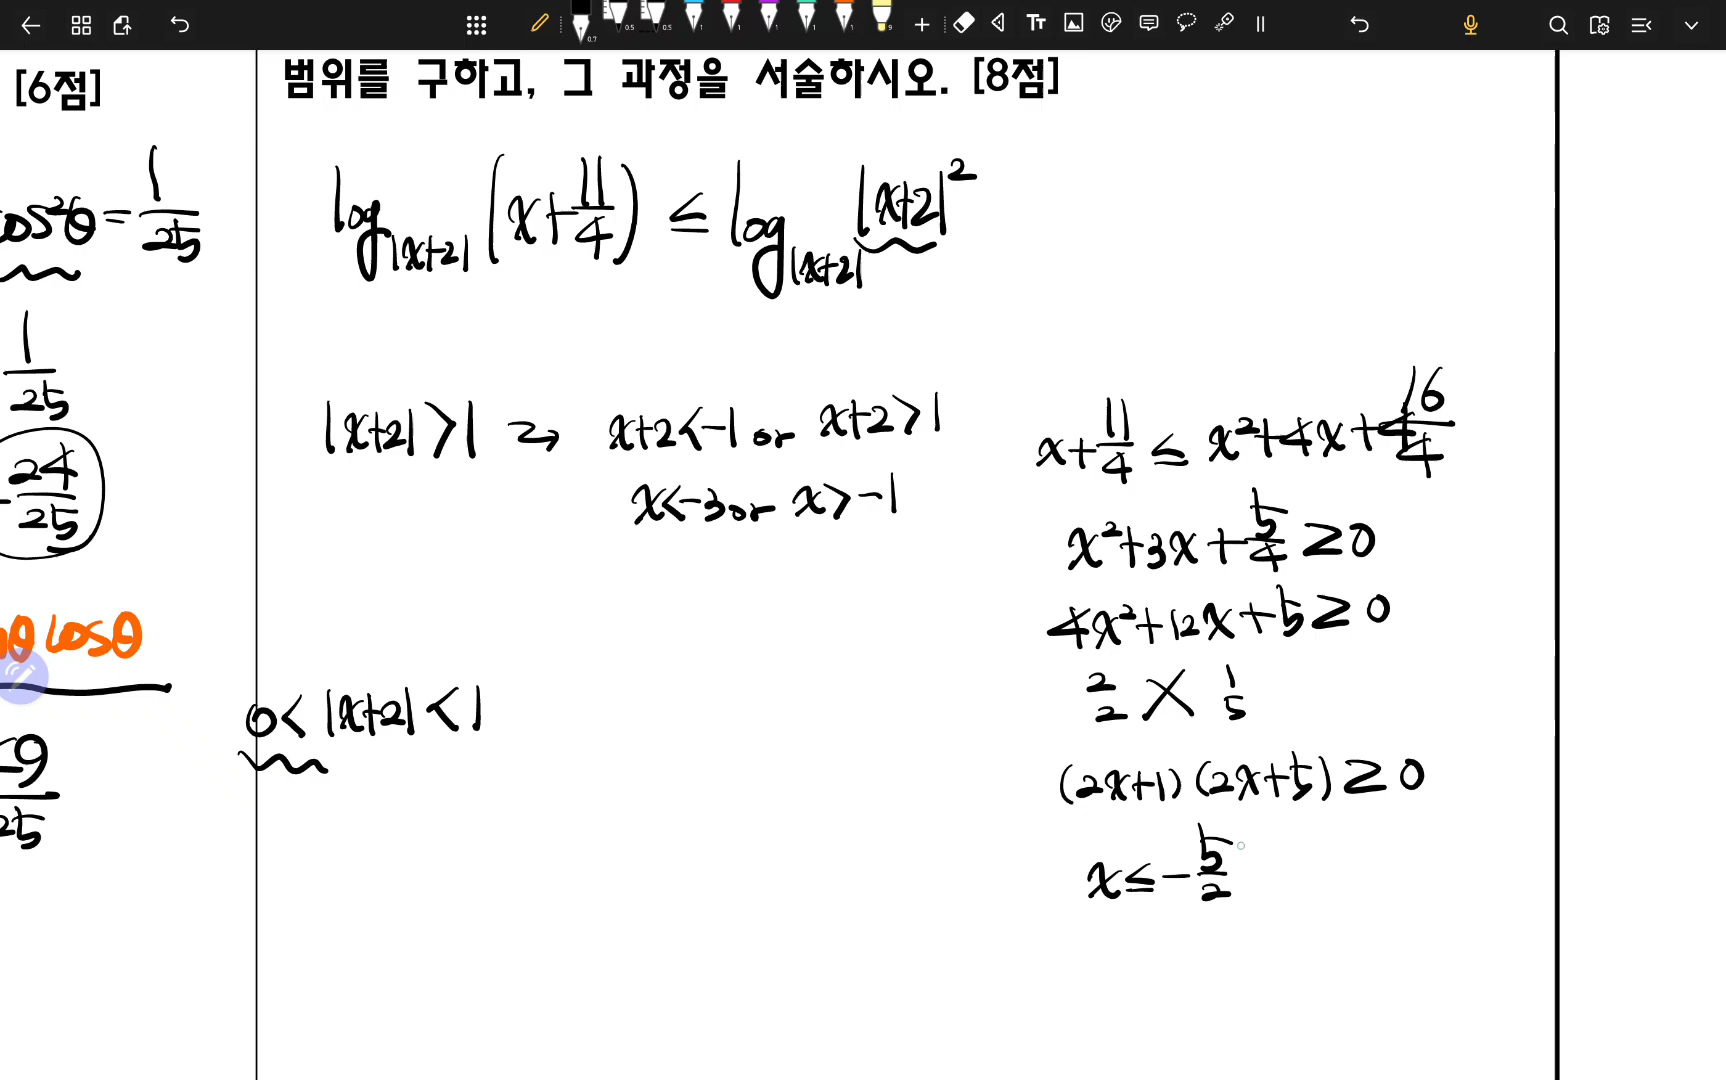 [6점]
cos²θ = 1/25
1/25
24/25
θ cosθ
9
25
범위를 구하고, 그 과정을 서술하시오. [8점]
log_|x+2| (x + 11/4) ≤ log_|x+2| |x+2|²
|x+2| > 1 → x+2 < -1 or x+2 > 1
x < -3 or x > -1
0 < |x+2| < 1
x + 11/4 ≤ x² + 4x + 16/4
x² + 3x + 5/4 ≥ 0
4x² + 12x + 5 ≥ 0
2 1
2 5
(2x+1)(2x+5) ≥ 0
x ≤ -5/2